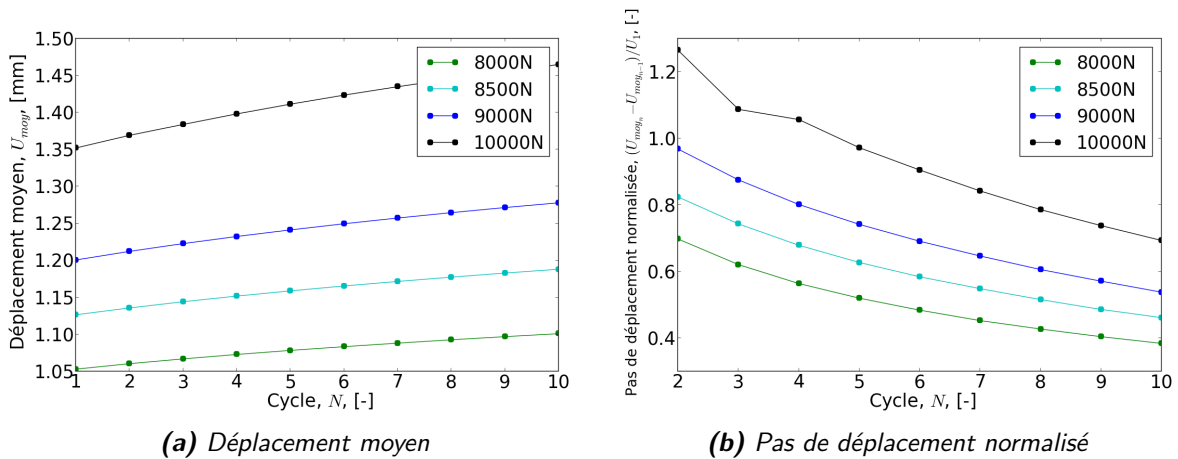 1.50
1.45
1.40
1.35
1.30
1.25
1.20
1.15
1.10
1.05
Déplacement moyen, U_moy, [mm]
8000N
8500N
9000N
10000N
1 2 3 4 5 6 7 8 9 10
Cycle, N, [-]
(a) Déplacement moyen
1.2
1.0
0.8
0.6
0.4
Pas de déplacement normalisée, (U_moy_n − U_moy_n−1)/U_1, [-]
8000N
8500N
9000N
10000N
2 3 4 5 6 7 8 9 10
Cycle, N, [-]
(b) Pas de déplacement normalisé